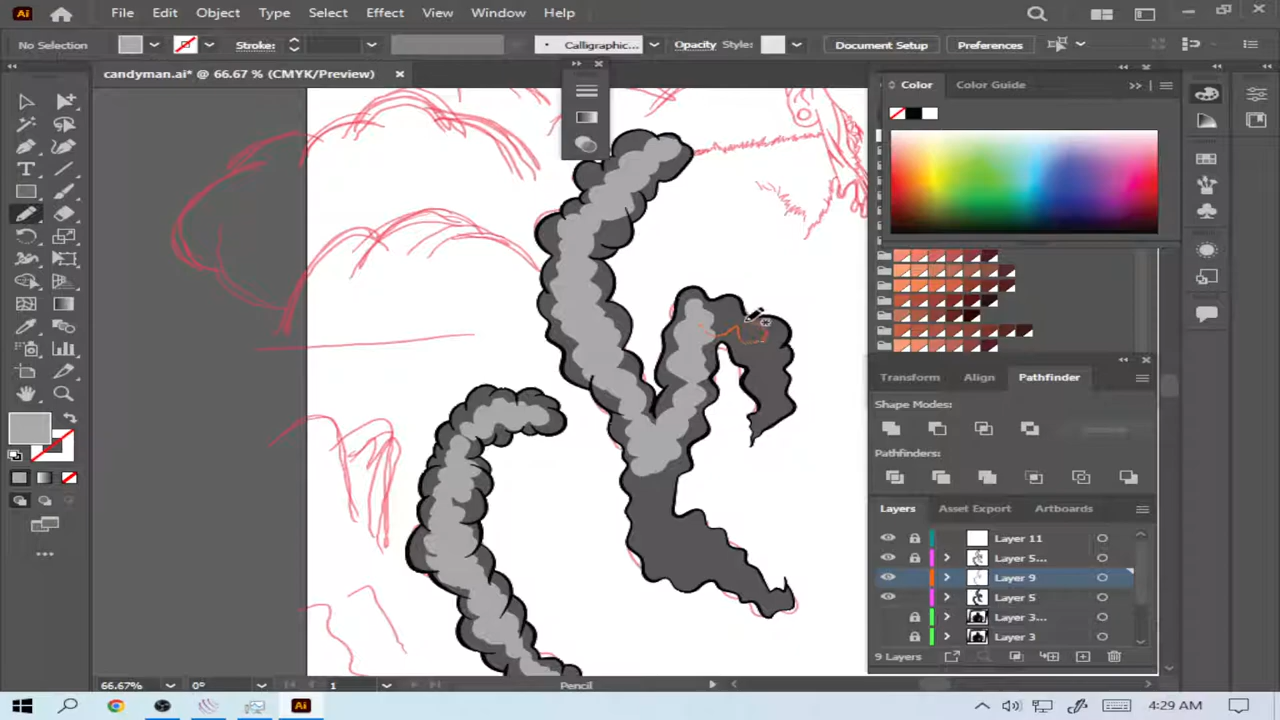 Ai File Edit Object Type Select Effect View Window Help
No Selection Stroke: Calligraphic... Opacity Style: Document Setup Preferences
candyman.ai* @ 66.67 % (CMYK/Preview) ×
Color Color Guide
Transform Align Pathfinder
Shape Modes:
Pathfinders:
Layers Asset Export Artboards
Layer 11
Layer 5...
Layer 9
Layer 5
Layer 3...
Layer 3
9 Layers
66.67% 0° 1 Pencil
Ai 4:29 AM